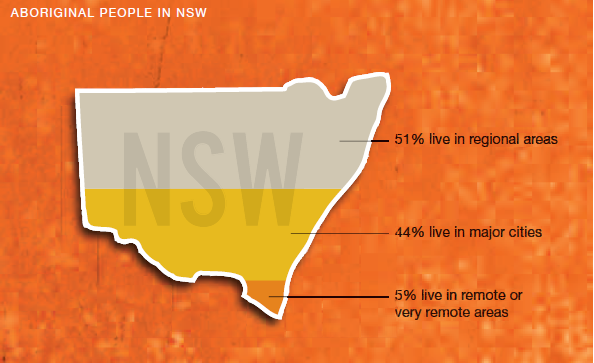 ABORIGINAL PEOPLE IN NSW
NSW
51% live in regional areas
44% live in major cities
5% live in remote or
very remote areas